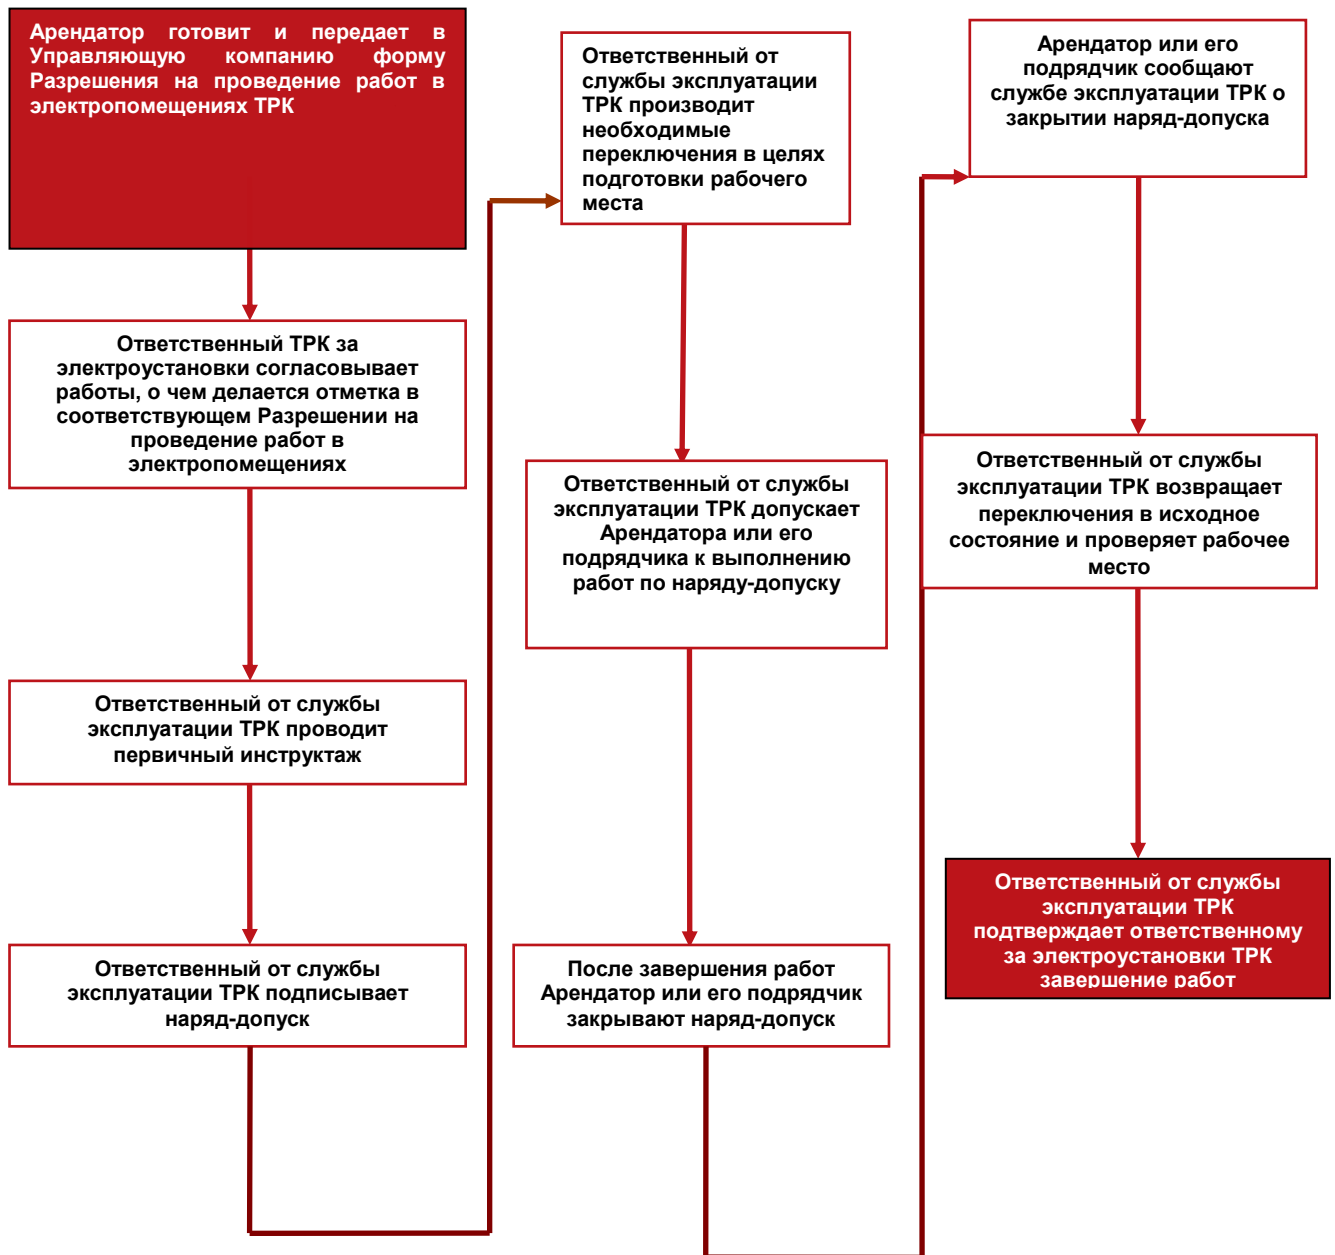 Арендатор готовит и передает в
Управляющую компанию форму
Разрешения на проведение работ в
электропомещениях ТРК
Ответственный ТРК за
электроустановки согласовывает
работы, о чем делается отметка в
соответствующем Разрешении на
проведение работ в
электропомещениях
Ответственный от службы
эксплуатации ТРК проводит
первичный инструктаж
Ответственный от службы
эксплуатации ТРК подписывает
наряд-допуск
Ответственный от
службы эксплуатации
ТРК производит
необходимые
переключения в целях
подготовки рабочего
места
Ответственный от службы
эксплуатации ТРК допускает
Арендатора или его
подрядчика к выполнению
работ по наряду-допуску
После завершения работ
Арендатор или его подрядчик
закрывают наряд-допуск
Арендатор или его
подрядчик сообщают
службе эксплуатации ТРК о
закрытии наряд-допуска
Ответственный от службы
эксплуатации ТРК возвращает
переключения в исходное
состояние и проверяет рабочее
место
Ответственный от службы
эксплуатации ТРК
подтверждает ответственному
за электроустановки ТРК
завершение работ